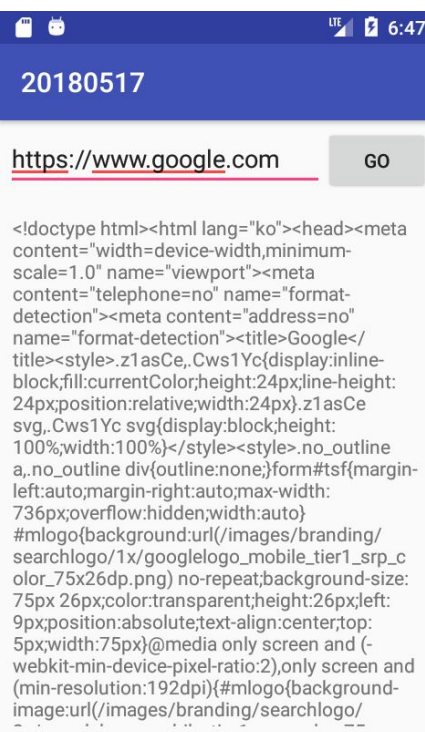 LTE 6:47
20180517
https://www.google.com GO
<!doctype html><html lang="ko"><head><meta
content="width=device-width,minimum-
scale=1.0" name="viewport"><meta
content="telephone=no" name="format-
detection"><meta content="address=no"
name="format-detection"><title>Google</
title><style>.z1asCe,.Cws1Yc{display:inline-
block;fill:currentColor;height:24px;line-height:
24px;position:relative;width:24px}.z1asCe
svg,.Cws1Yc svg{display:block;height:
100%;width:100%}</style><style>.no_outline
a,.no_outline div{outline:none;}form#tsf{margin-
left:auto;margin-right:auto;max-width:
736px;overflow:hidden;width:auto}
#mlogo{background:url(/images/branding/
searchlogo/1x/googlelogo_mobile_tier1_srp_c
olor_75x26dp.png) no-repeat;background-size:
75px 26px;color:transparent;height:26px;left:
9px;position:absolute;text-align:center;top:
5px;width:75px}@media only screen and (-
webkit-min-device-pixel-ratio:2),only screen and
(min-resolution:192dpi){#mlogo{background-
image:url(/images/branding/searchlogo/